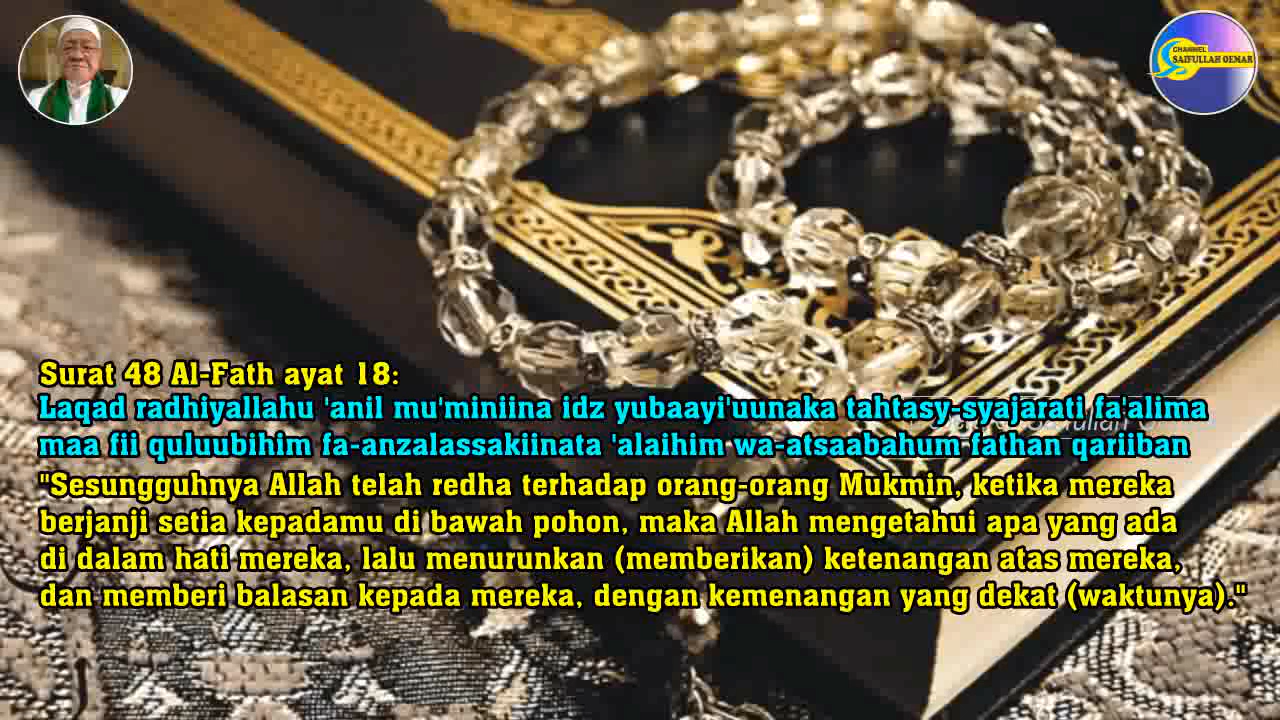 CHANNEL
SAIFULLAH OEMAR
Surat 48 Al-Fath ayat 18:
Laqad radhiyallahu 'anil mu'miniina idz yubaayi'uunaka tahtasy-syajarati fa'alima
maa fii quluubihim fa-anzalassakiinata 'alaihim wa-atsaabahum fathan qariiban
"Sesungguhnya Allah telah redha terhadap orang-orang Mukmin, ketika mereka
berjanji setia kepadamu di bawah pohon, maka Allah mengetahui apa yang ada
di dalam hati mereka, lalu menurunkan (memberikan) ketenangan atas mereka,
dan memberi balasan kepada mereka, dengan kemenangan yang dekat (waktunya)."